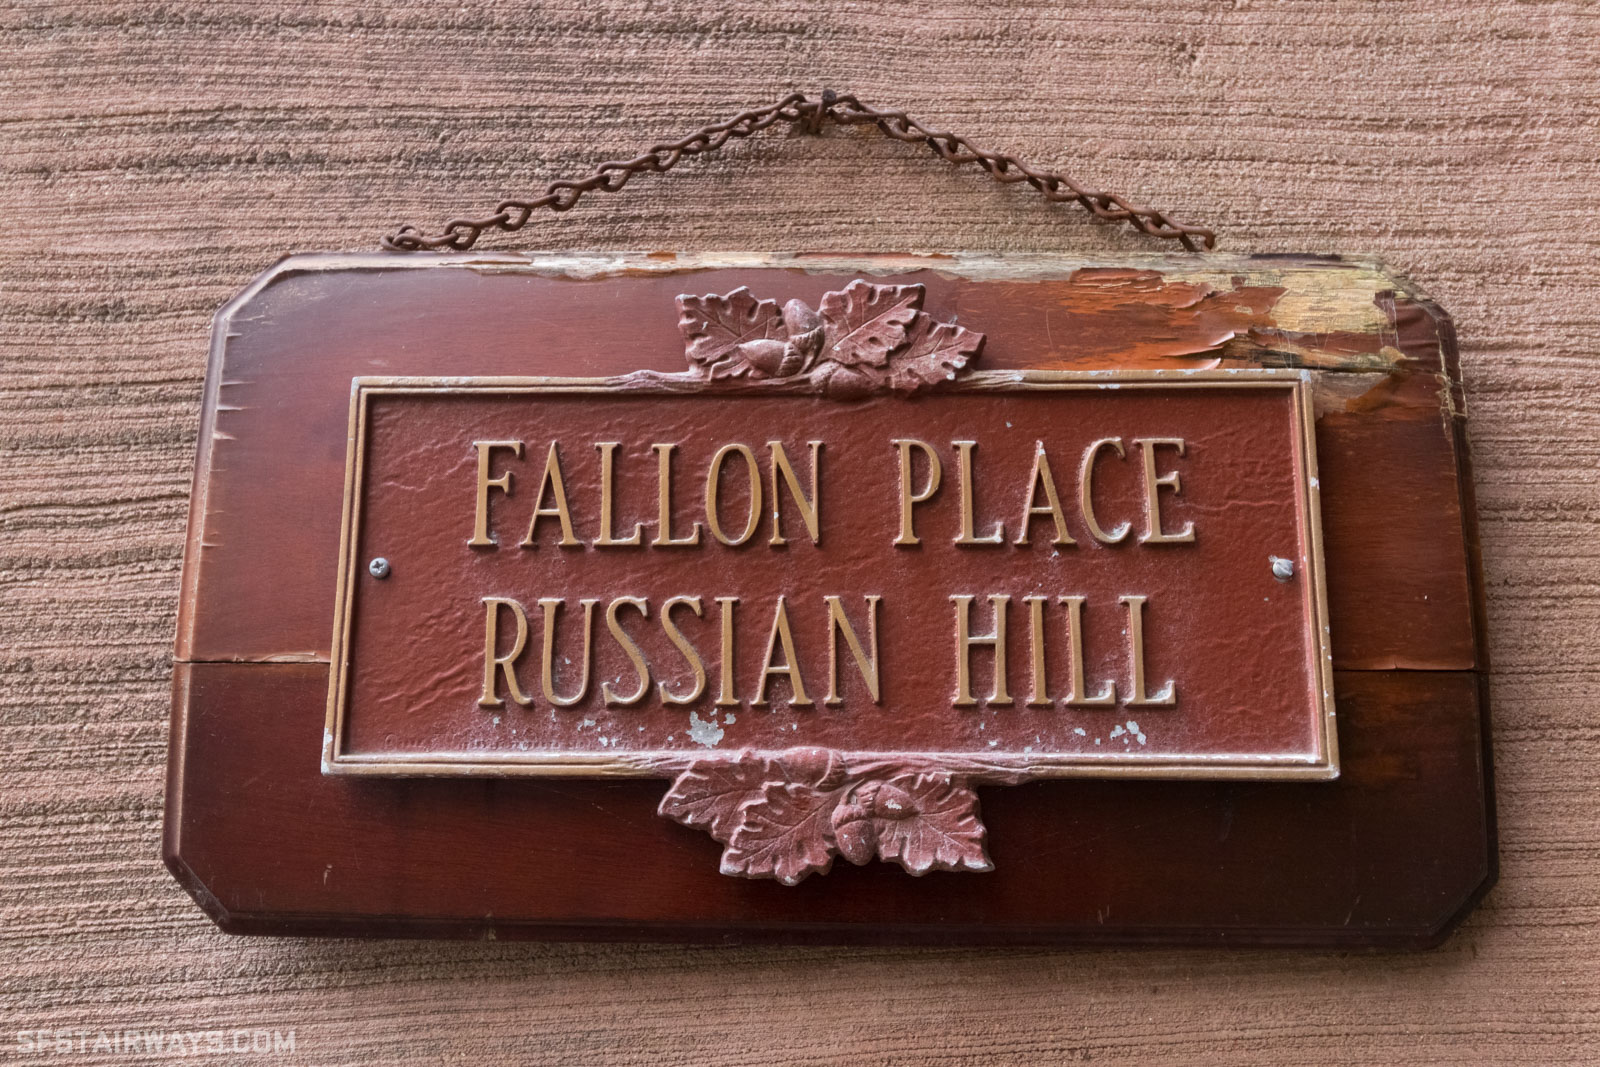 FALLON PLACE
RUSSIAN HILL
SFSTAIRWAYS.COM